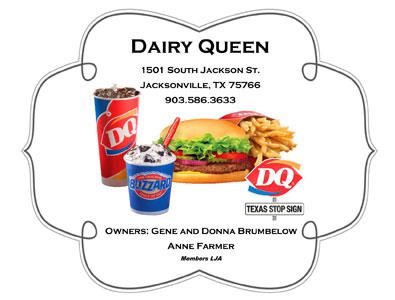 DAIRY QUEEN
1501 SOUTH JACKSON ST.
JACKSONVILLE, TX 75766
903.586.3633
DQ
BLIZZARD
DQ
TEXAS STOP SIGN
OWNERS: GENE AND DONNA BRUMBELOW
ANNE FARMER
Members LJA